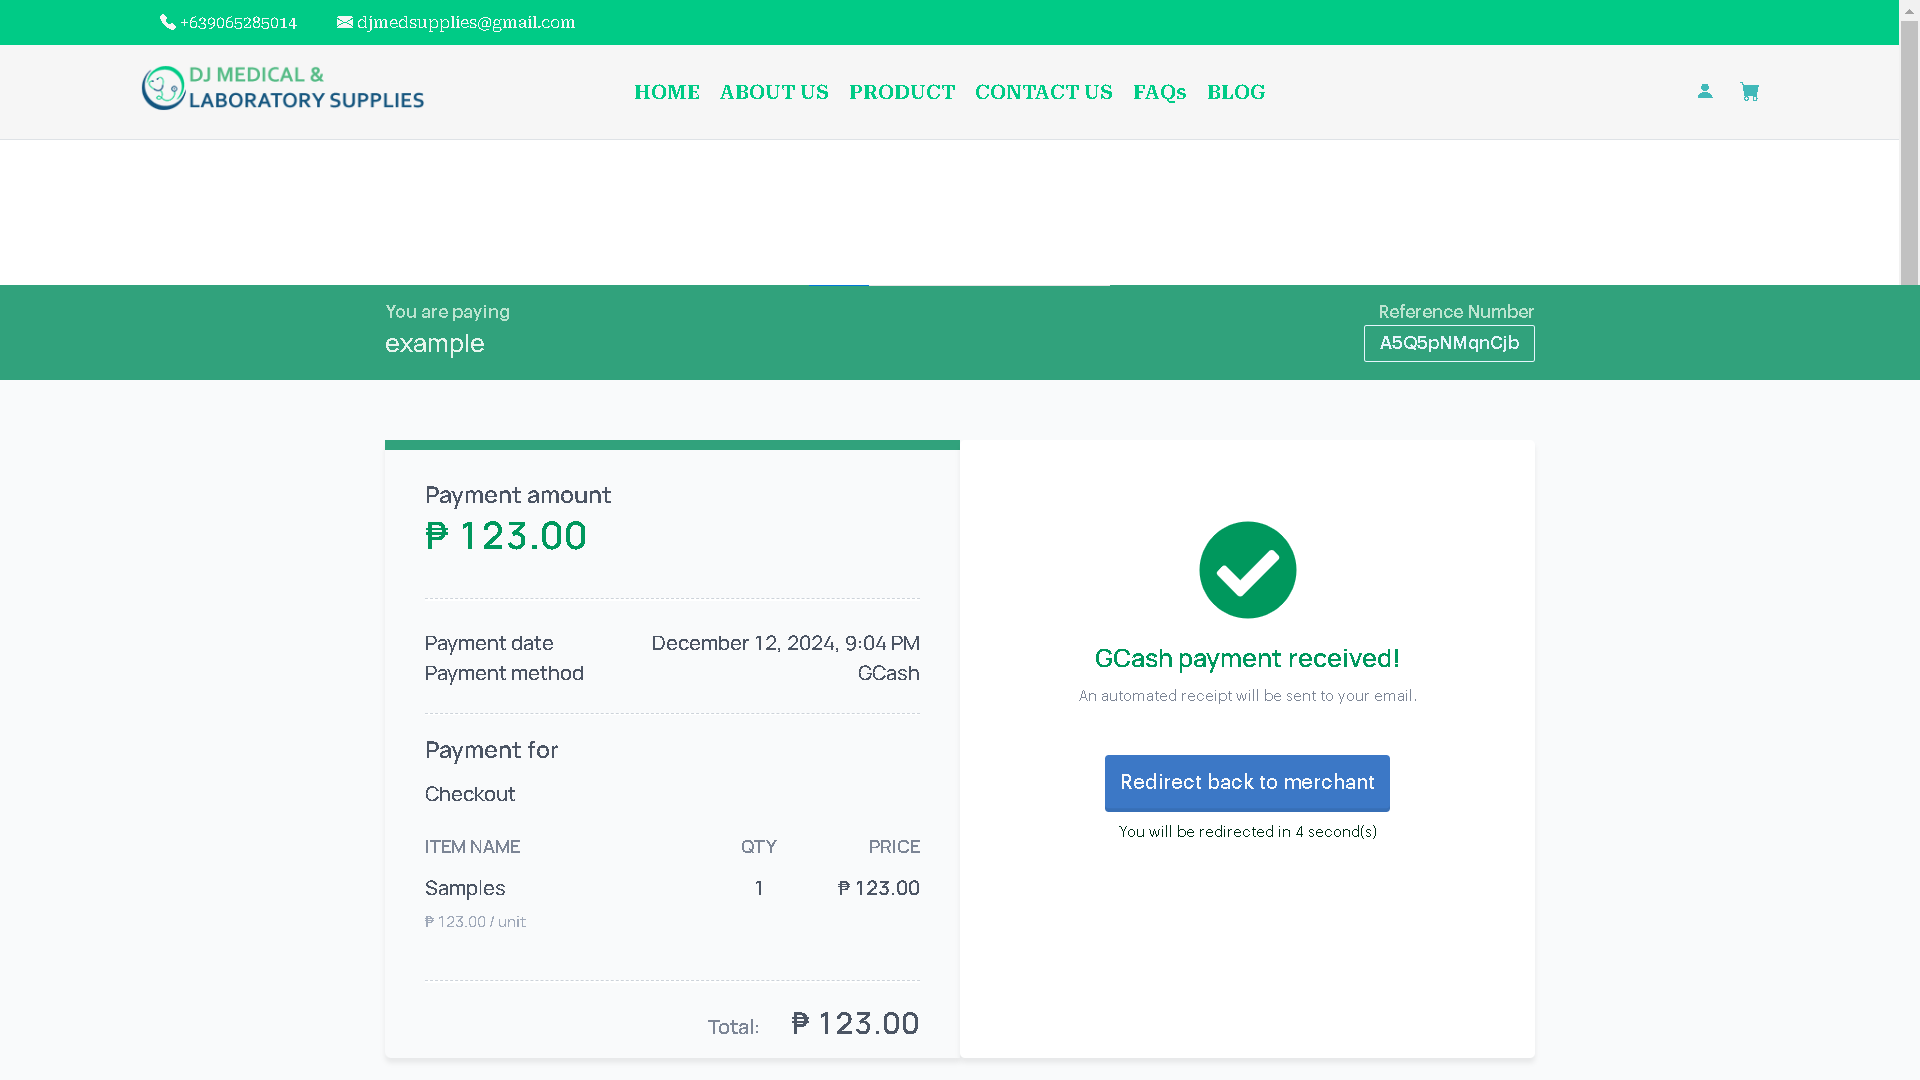 +639065285014 djmedsupplies@gmail.com
DJ MEDICAL &
LABORATORY SUPPLIES
HOME ABOUT US PRODUCT CONTACT US FAQs BLOG
You are paying
example
Reference Number
A5Q5pNMqnCjb
Payment amount
₱ 123.00
Payment date December 12, 2024, 9:04 PM
Payment method GCash
Payment for
Checkout
ITEM NAME QTY PRICE
Samples 1 ₱ 123.00
₱ 123.00 / unit
Total: ₱ 123.00
GCash payment received!
An automated receipt will be sent to your email.
Redirect back to merchant
You will be redirected in 4 second(s)